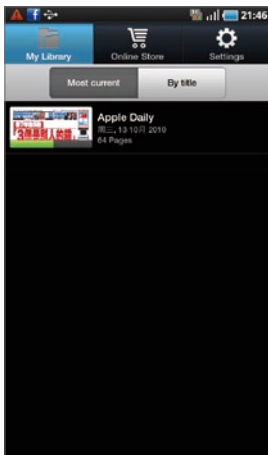 21:46
My Library Online Store Settings
Most current By title
Apple Daily
周三, 13 10月 2010
64 Pages